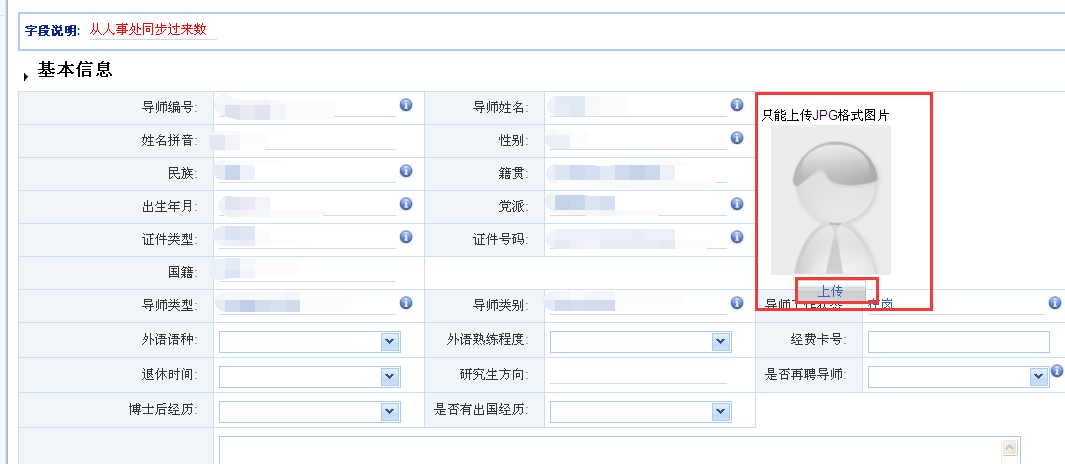 字段说明: 从人事处同步过来数
基本信息
导师编号: 导师姓名: 只能上传JPG格式图片
姓名拼音: 性别:
民族: 籍贯:
出生年月: 党派:
证件类型: 证件号码:
国籍: 上传
导师类型: 导师类别: 导师工作状态: 在岗
外语语种: 外语熟练程度: 经费卡号:
退休时间: 研究生方向: 是否再聘导师:
博士后经历: 是否有出国经历: